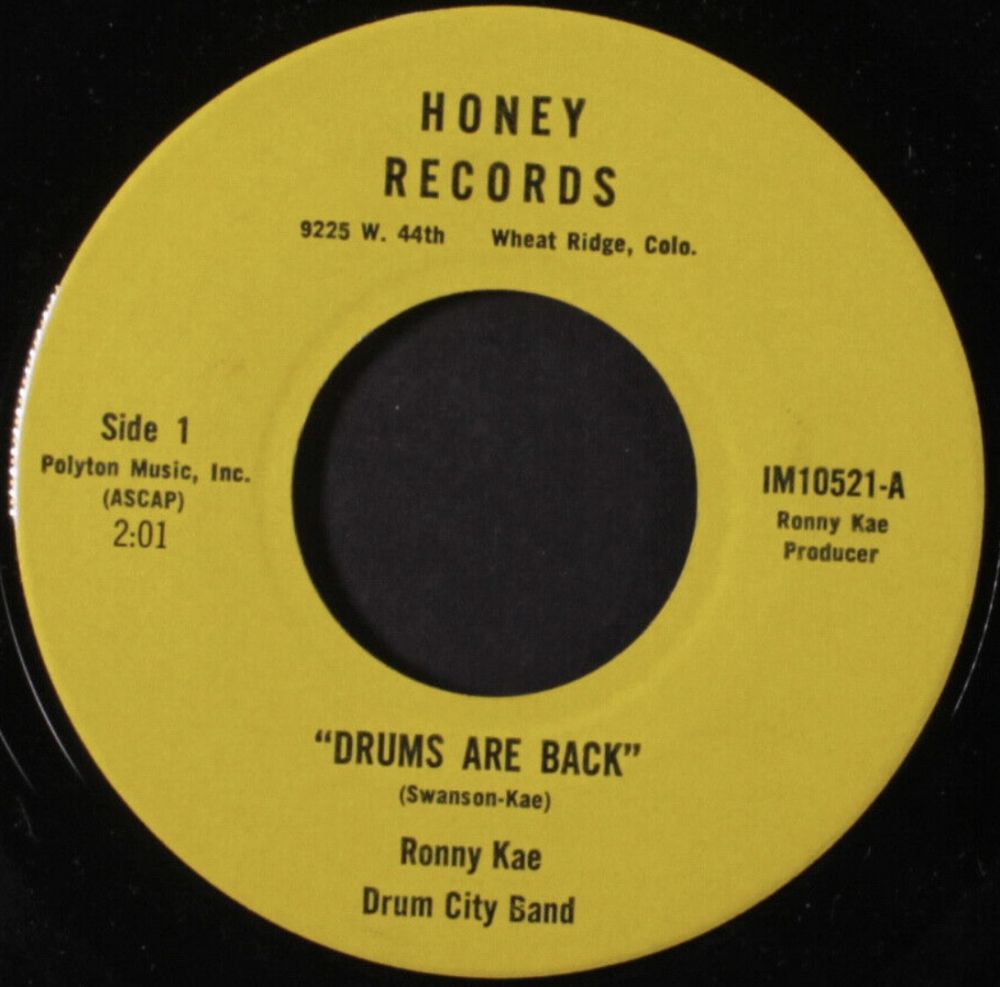 HONEY
RECORDS
9225 W. 44th Wheat Ridge, Colo.
Side 1
Polyton Music, Inc.
(ASCAP)
2:01
IM10521-A
Ronny Kae
Producer
“DRUMS ARE BACK”
(Swanson-Kae)
Ronny Kae
Drum City Band